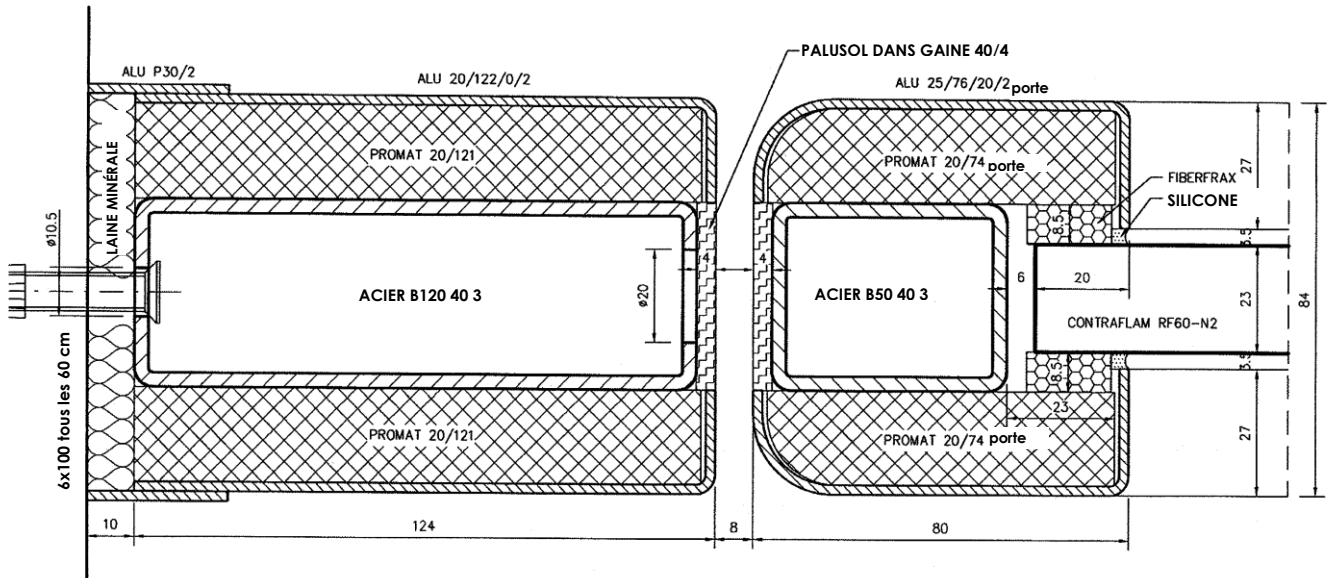 PALUSOL DANS GAINE 40/4
ALU P30/2
ALU 20/122/0/2
ALU 25/76/20/2 porte
LAINE MINÉRALE
PROMAT 20/121
PROMAT 20/74 porte
FIBERFRAX
SILICONE
27
8.5
3.5
ø10.5
ACIER B120 40 3
ø20
4
4
ACIER B50 40 3
6
20
23
84
CONTRAFLAM RF60-N2
6x100 tous les 60 cm
8.5
3.5
23
PROMAT 20/121
PROMAT 20/74 porte
27
10
124
8
80